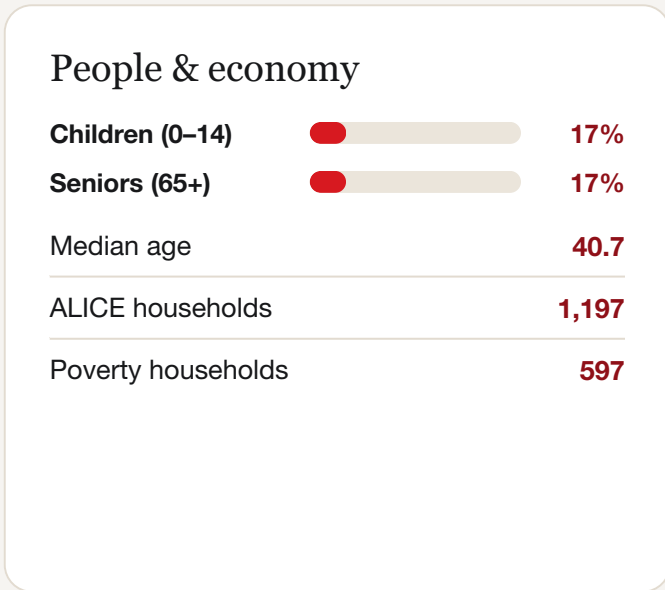 People & economy
Children (0–14) 17%
Seniors (65+) 17%
Median age 40.7
ALICE households 1,197
Poverty households 597